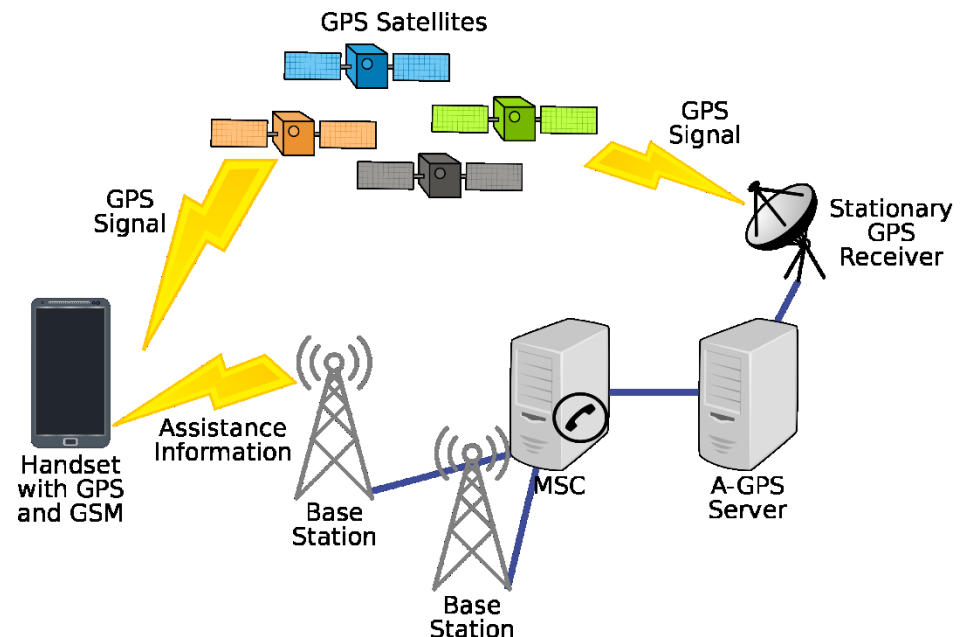 GPS Satellites
GPS
Signal
GPS
Signal
Stationary
GPS
Receiver
Handset
with GPS
and GSM
Assistance
Information
Base
Station
MSC
A-GPS
Server
Base
Station